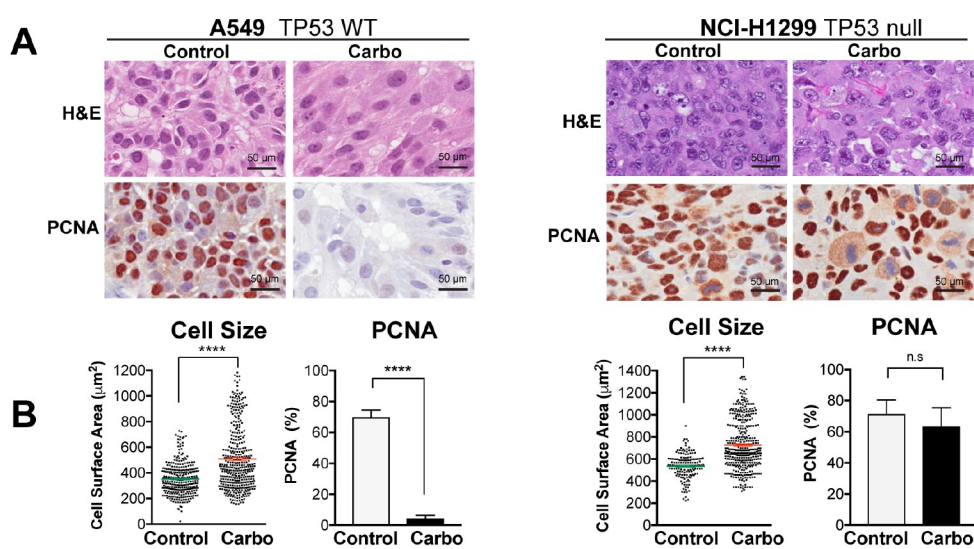 A
A549 TP53 WT
Control Carbo
H&E
50 µm 50 µm
PCNA
50 µm 50 µm
NCI-H1299 TP53 null
Control Carbo
H&E
50 µm 50 µm
PCNA
50 µm 50 µm
B
Cell Size
****
Cell Surface Area (µm²)
1200
1000
800
600
400
200
0
Control Carbo
PCNA
****
PCNA (%)
100
80
60
40
20
0
Control Carbo
Cell Size
****
Cell Surface Area (µm²)
1400
1200
1000
800
600
400
200
0
Control Carbo
PCNA
n.s
PCNA (%)
100
80
60
40
20
0
Control Carbo